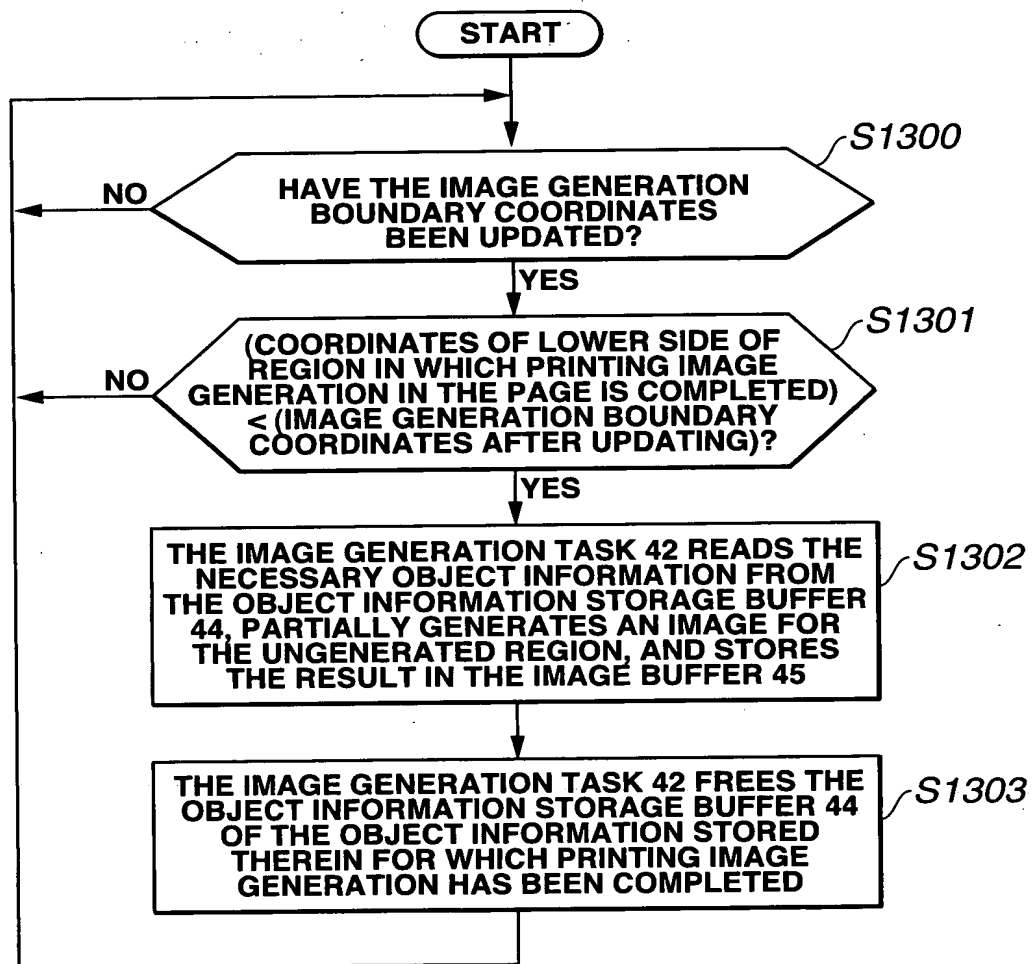 START
S1300
NO
HAVE THE IMAGE GENERATION
BOUNDARY COORDINATES
BEEN UPDATED?
YES
S1301
NO
(COORDINATES OF LOWER SIDE OF
REGION IN WHICH PRINTING IMAGE
GENERATION IN THE PAGE IS COMPLETED)
< (IMAGE GENERATION BOUNDARY
COORDINATES AFTER UPDATING)?
YES
S1302
THE IMAGE GENERATION TASK 42 READS THE
NECESSARY OBJECT INFORMATION FROM
THE OBJECT INFORMATION STORAGE BUFFER
44, PARTIALLY GENERATES AN IMAGE FOR
THE UNGENERATED REGION, AND STORES
THE RESULT IN THE IMAGE BUFFER 45
S1303
THE IMAGE GENERATION TASK 42 FREES THE
OBJECT INFORMATION STORAGE BUFFER 44
OF THE OBJECT INFORMATION STORED
THEREIN FOR WHICH PRINTING IMAGE
GENERATION HAS BEEN COMPLETED